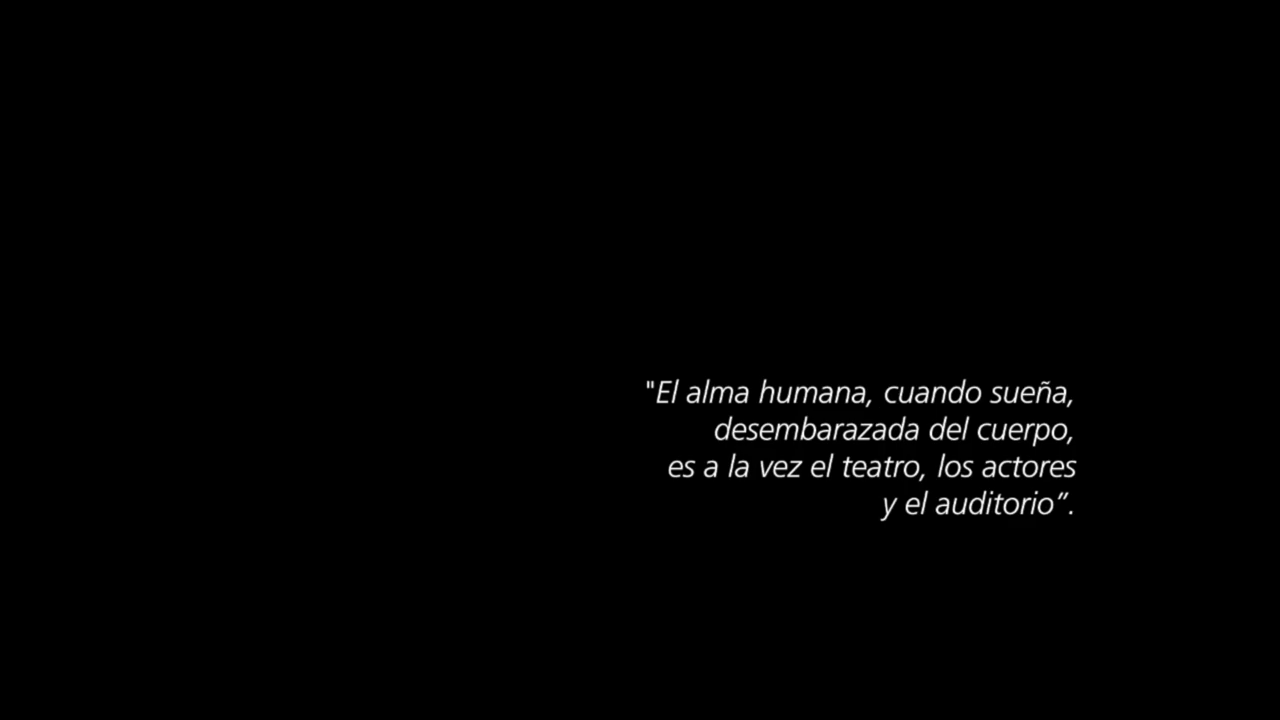 "El alma humana, cuando sueña,
desembarazada del cuerpo,
es a la vez el teatro, los actores
y el auditorio”.